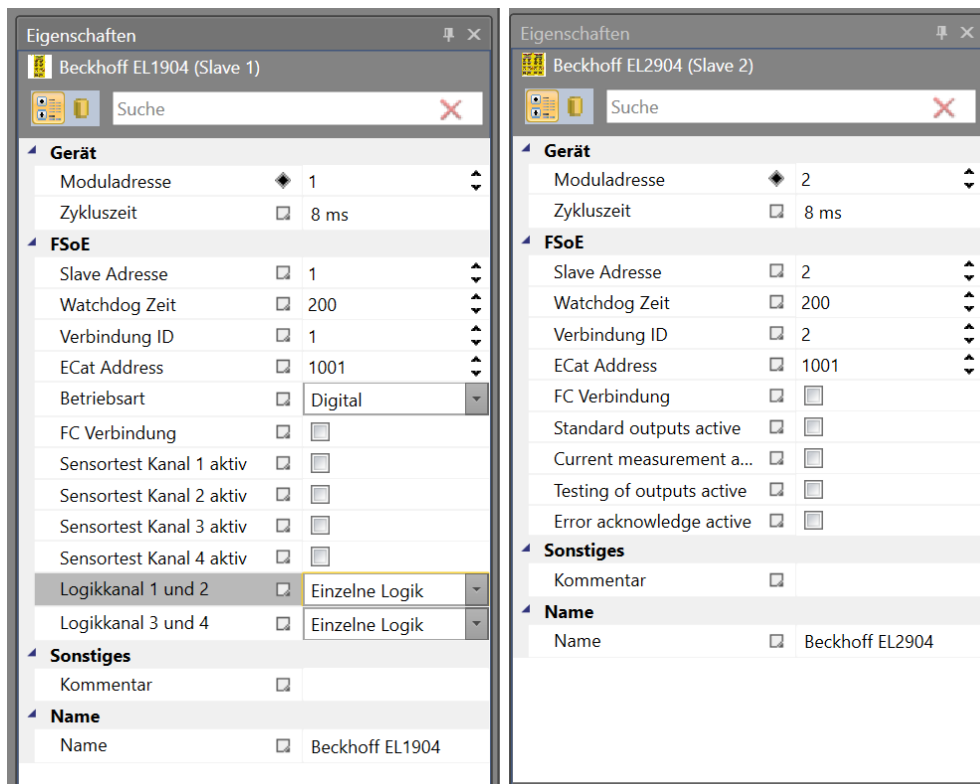 Eigenschaften
Beckhoff EL1904 (Slave 1)
Suche
Gerät
Moduladresse 1
Zykluszeit 8 ms
FSoE
Slave Adresse 1
Watchdog Zeit 200
Verbindung ID 1
ECat Address 1001
Betriebsart Digital
FC Verbindung
Sensortest Kanal 1 aktiv
Sensortest Kanal 2 aktiv
Sensortest Kanal 3 aktiv
Sensortest Kanal 4 aktiv
Logikkanal 1 und 2 Einzelne Logik
Logikkanal 3 und 4 Einzelne Logik
Sonstiges
Kommentar
Name
Name Beckhoff EL1904
Eigenschaften
Beckhoff EL2904 (Slave 2)
Suche
Gerät
Moduladresse 2
Zykluszeit 8 ms
FSoE
Slave Adresse 2
Watchdog Zeit 200
Verbindung ID 2
ECat Address 1001
FC Verbindung
Standard outputs active
Current measurement a...
Testing of outputs active
Error acknowledge active
Sonstiges
Kommentar
Name
Name Beckhoff EL2904